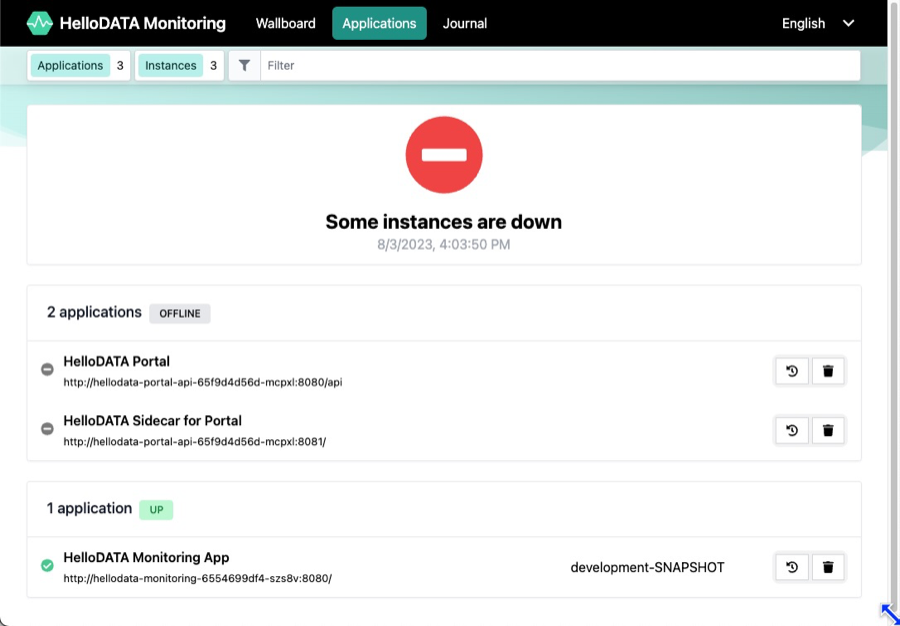 HelloDATA Monitoring Wallboard Applications Journal English
Applications 3 Instances 3 Filter
Some instances are down
8/3/2023, 4:03:50 PM
2 applications OFFLINE
HelloDATA Portal
http://hellodata-portal-api-65f9d4d56d-mcpxl:8080/api
HelloDATA Sidecar for Portal
http://hellodata-portal-api-65f9d4d56d-mcpxl:8081/
1 application UP
HelloDATA Monitoring App
http://hellodata-monitoring-6554699df4-szs8v:8080/
development-SNAPSHOT